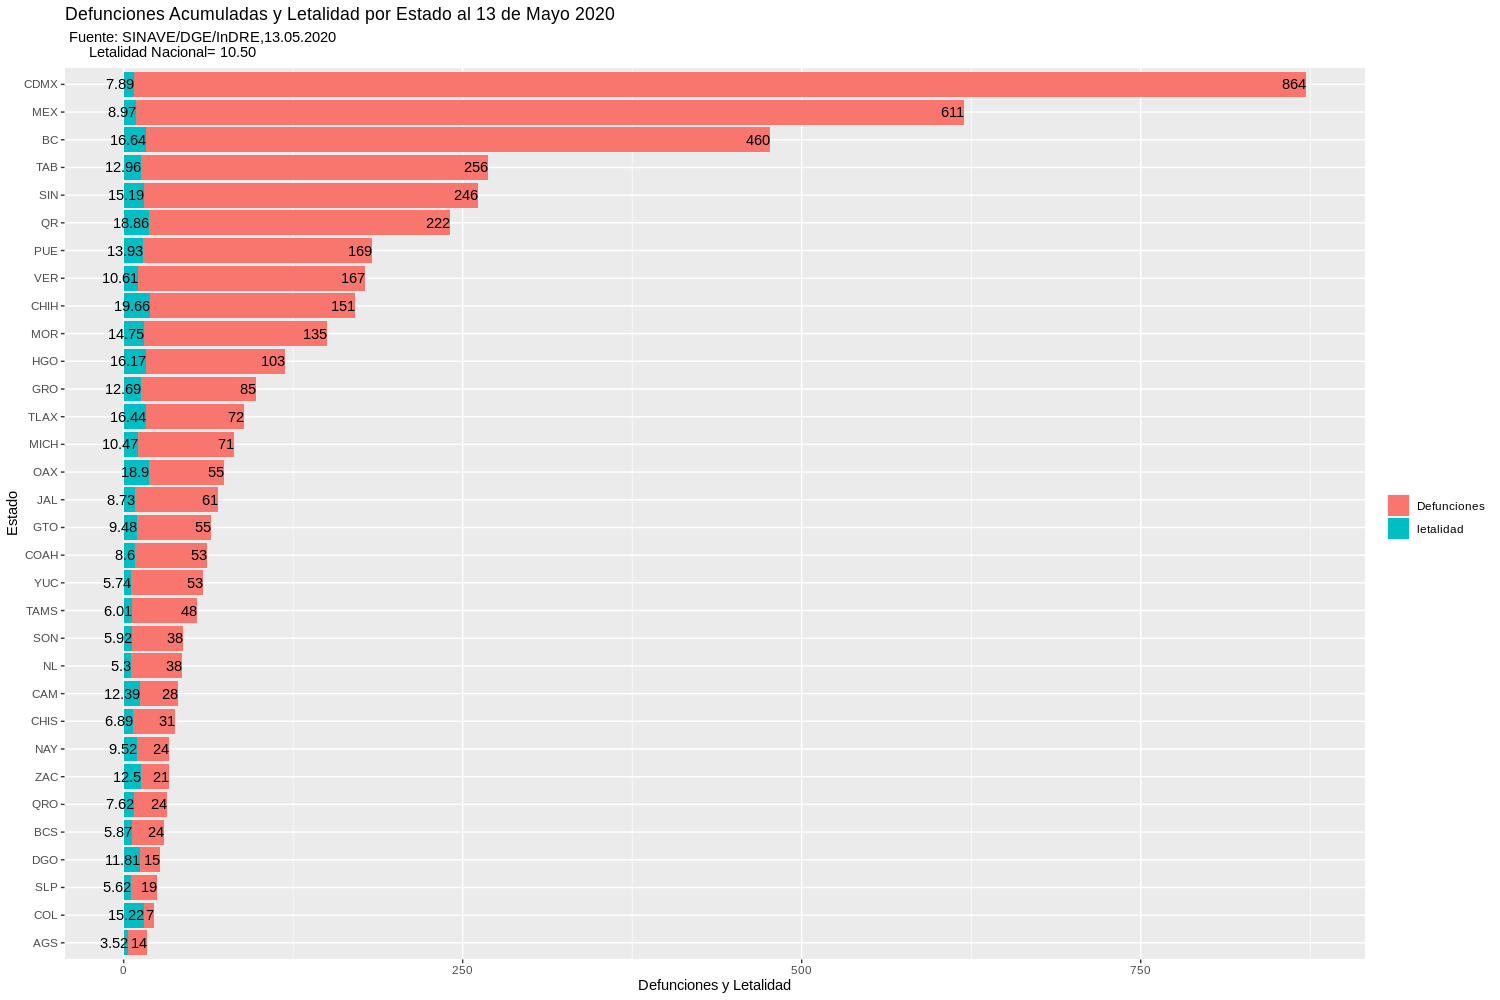 Defunciones Acumuladas y Letalidad por Estado al 13 de Mayo 2020
Fuente: SINAVE/DGE/InDRE,13.05.2020
Letalidad Nacional= 10.50
CDMX 7.89 864
MEX 8.97 611
BC 16.64 460
TAB 12.96 256
SIN 15.19 246
QR 18.86 222
PUE 13.93 169
VER 10.61 167
CHIH 19.66 151
MOR 14.75 135
HGO 16.17 103
GRO 12.69 85
TLAX 16.44 72
MICH 10.47 71
OAX 18.9 55
JAL 8.73 61
GTO 9.48 55
COAH 8.6 53
YUC 5.74 53
TAMS 6.01 48
SON 5.92 38
NL 5.3 38
CAM 12.39 28
CHIS 6.89 31
NAY 9.52 24
ZAC 12.5 21
QRO 7.62 24
BCS 5.87 24
DGO 11.81 15
SLP 5.62 19
COL 15.22 7
AGS 3.52 14
0 250 500 750
Defunciones y Letalidad
Estado
Defunciones
letalidad